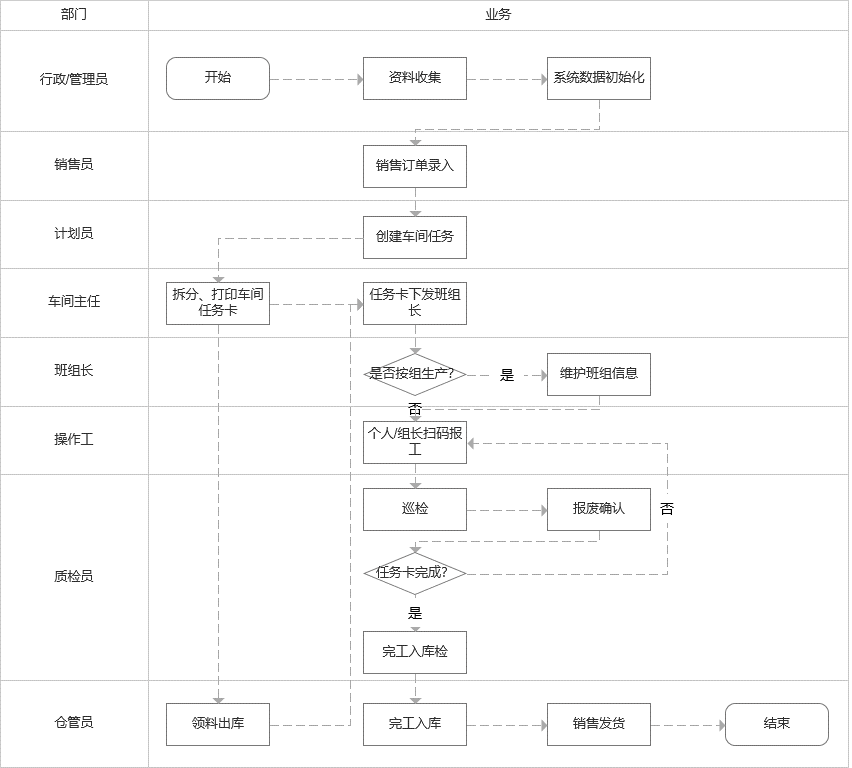 部门
业务
行政/管理员
开始
资料收集
系统数据初始化
销售员
销售订单录入
计划员
创建车间任务
车间主任
拆分、打印车间
任务卡
任务卡下发班组
长
班组长
是否按组生产?
是
维护班组信息
否
操作工
个人/组长扫码报
工
质检员
巡检
报废确认
否
任务卡完成?
是
完工入库检
仓管员
领料出库
完工入库
销售发货
结束